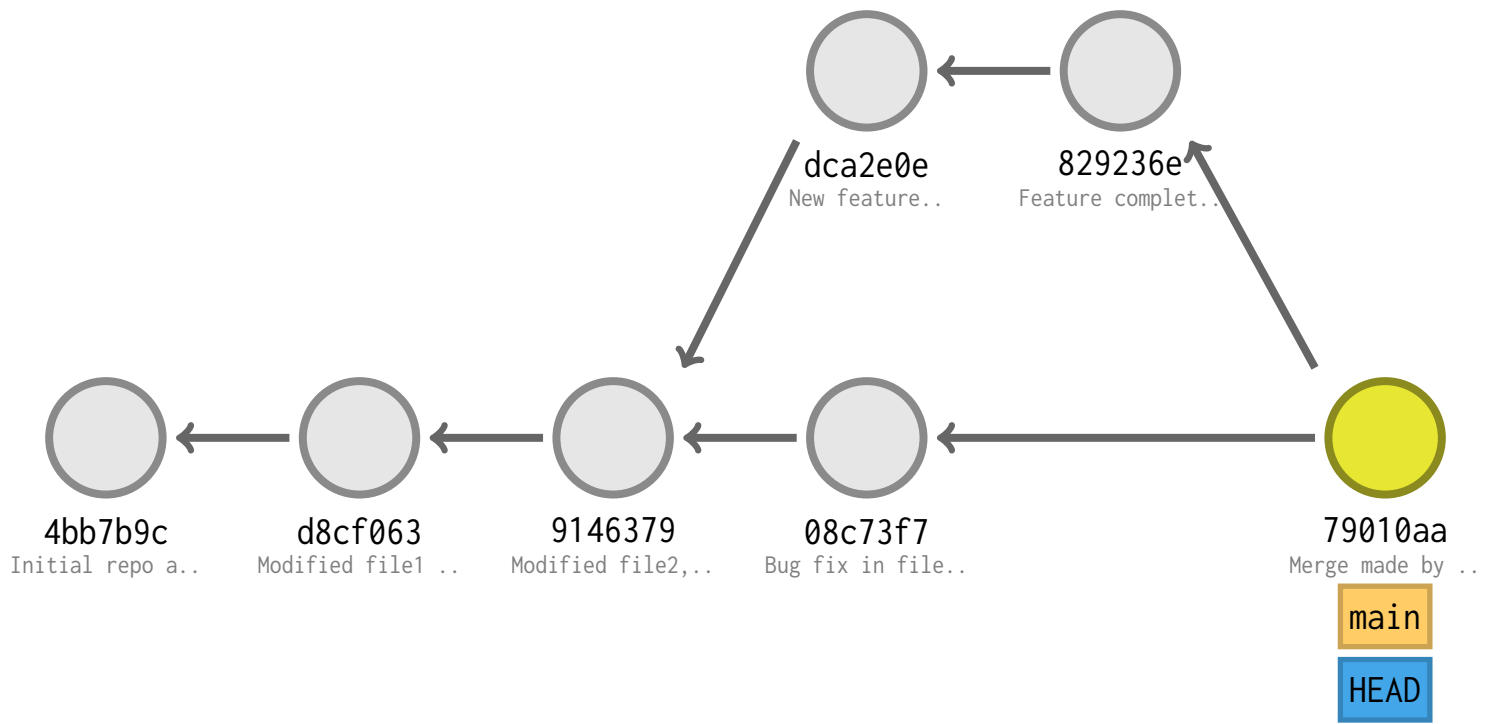 dca2e0e
New feature..
829236e
Feature complet..
4bb7b9c
Initial repo a..
d8cf063
Modified file1 ..
9146379
Modified file2,..
08c73f7
Bug fix in file..
79010aa
Merge made by ..
main
HEAD